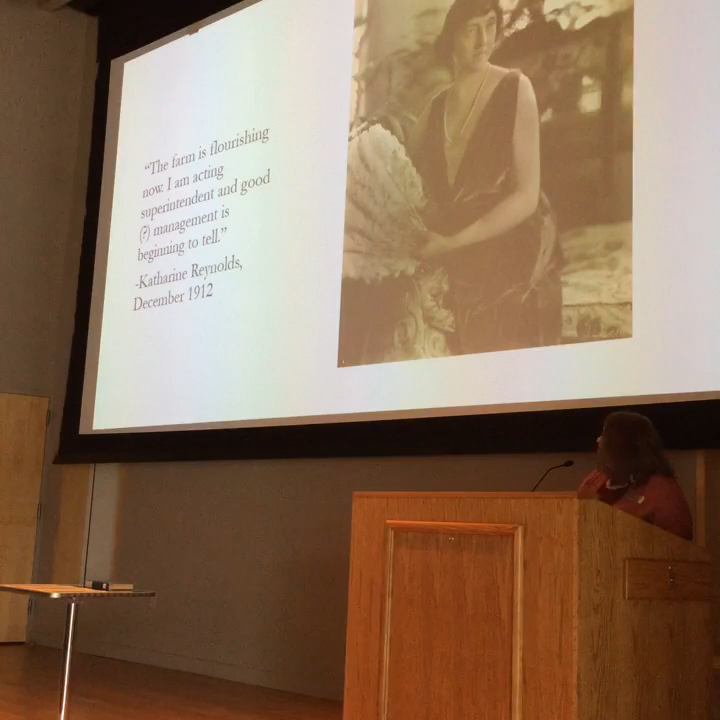 “The farm is flourishing
now. I am acting
superintendent and good
(?) management is
beginning to tell.”
-Katharine Reynolds,
December 1912